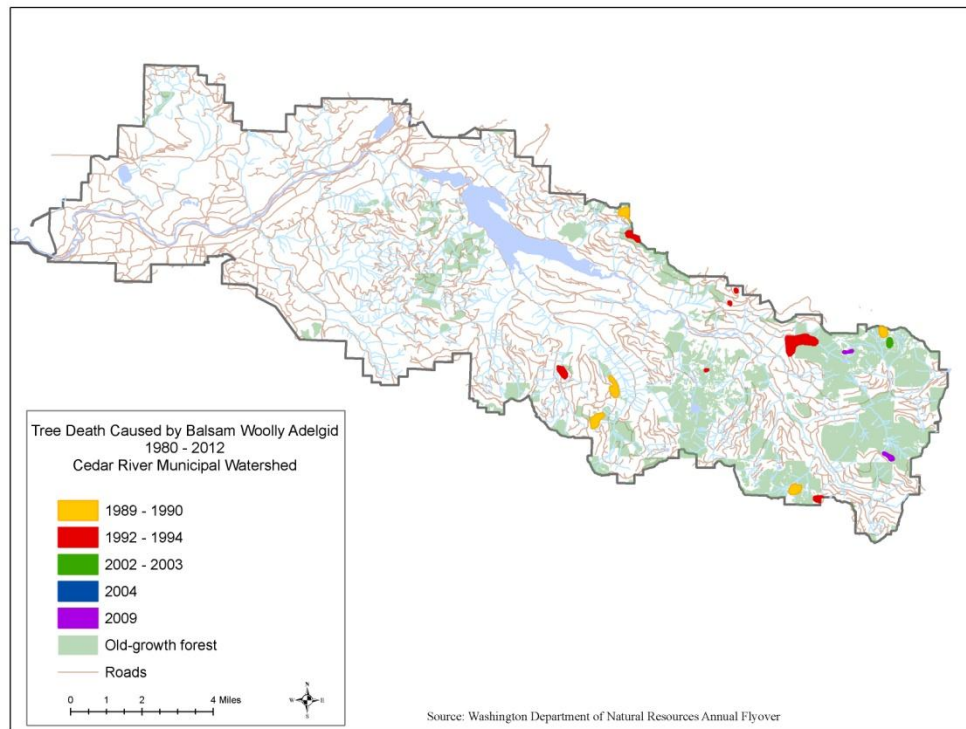 Tree Death Caused by Balsam Woolly Adelgid
1980 - 2012
Cedar River Municipal Watershed
1989 - 1990
1992 - 1994
2002 - 2003
2004
2009
Old-growth forest
Roads
0 1 2 4 Miles
N
W E
S
Source: Washington Department of Natural Resources Annual Flyover